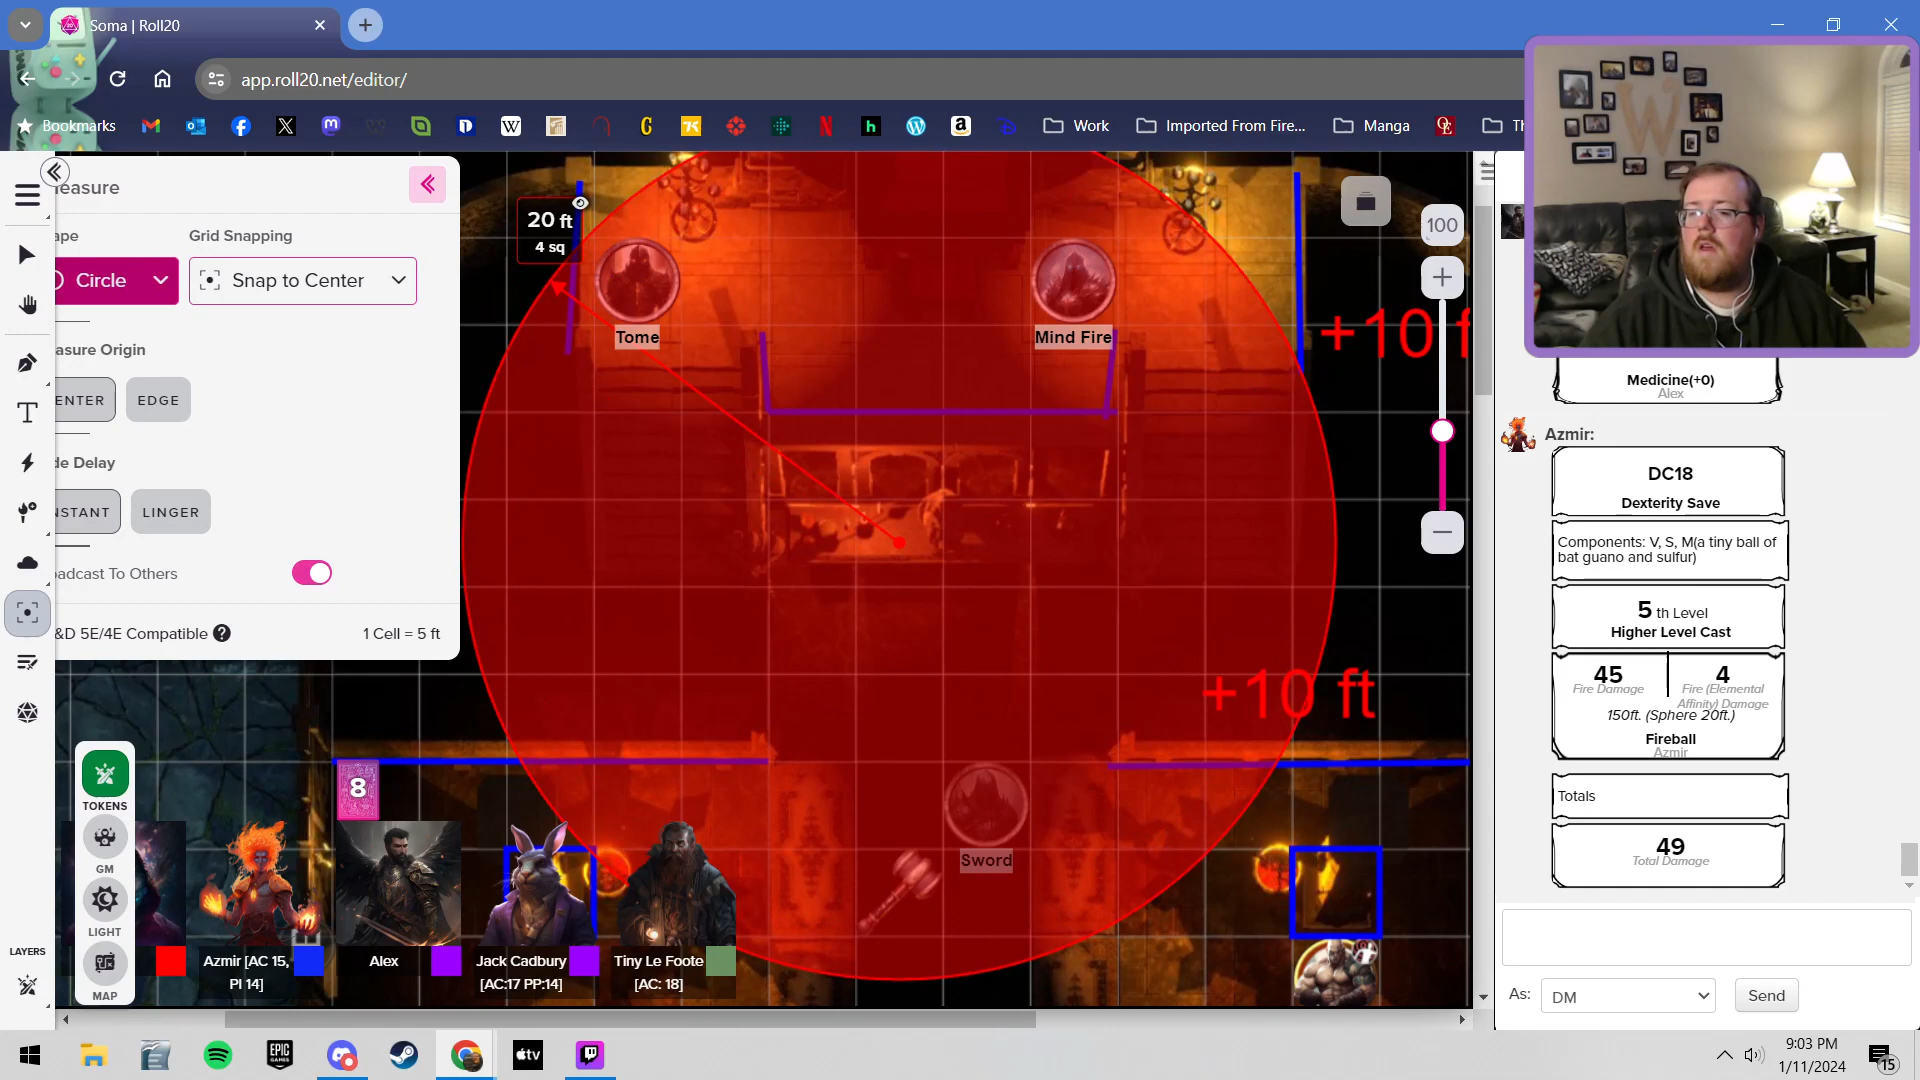 Soma | Roll20
app.roll20.net/editor/
Bookmarks
Work
Imported From Fire...
Manga
easure
ape
Grid Snapping
Circle
Snap to Center
asure Origin
ENTER
EDGE
de Delay
NSTANT
LINGER
adcast To Others
&D 5E/4E Compatible
1 Cell = 5 ft
20 ft
4 sq
Tome
Mind Fire
Sword
+10 f
+10 ft
100
8
TOKENS
GM
LIGHT
MAP
LAYERS
Azmir [AC 15,
PI 14]
Alex
Jack Cadbury
[AC:17 PP:14]
Tiny Le Foote
[AC: 18]
Medicine(+0)
Alex
Azmir:
DC18
Dexterity Save
Components: V, S, M(a tiny ball of
bat guano and sulfur)
5 th Level
Higher Level Cast
45
Fire Damage
4
Fire (Elemental
Affinity) Damage
150ft. (Sphere 20ft.)
Fireball
Azmir
Totals
49
Total Damage
As:
DM
Send
EPIC
GAMES
tv
9:03 PM
1/11/2024
15